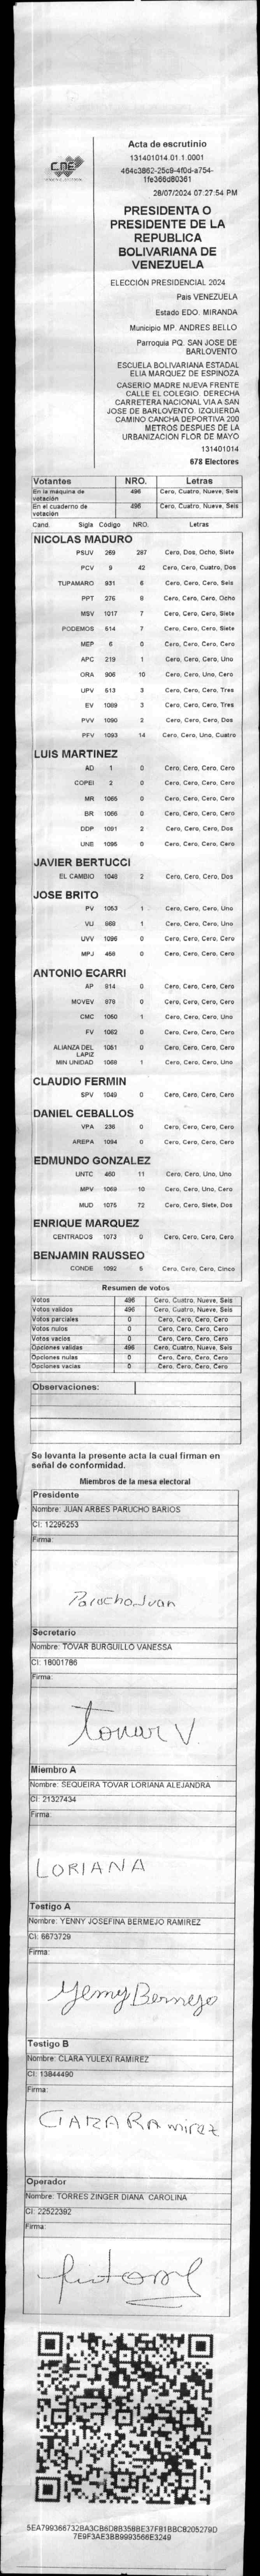 CNE
Acta de escrutinio
131401014.01.1.0001
464c3862-25c9-4f0d-a754-
1fe366d80361
28/07/2024 07:27:54 PM
PRESIDENTA O
PRESIDENTE DE LA
REPUBLICA
BOLIVARIANA DE
VENEZUELA
ELECCIÓN PRESIDENCIAL 2024
Pais VENEZUELA
Estado EDO. MIRANDA
Municipio MP. ANDRES BELLO
Parroquia PQ. SAN JOSE DE
BARLOVENTO
ESCUELA BOLIVARIANA ESTADAL
ELIA MARQUEZ DE ESPINOZA
CASERIO MADRE NUEVA FRENTE
CALLE EL COLEGIO. DERECHA
CARRETERA NACIONAL VIA A SAN
JOSE DE BARLOVENTO. IZQUIERDA
CAMINO CANCHA DEPORTIVA 200
METROS DESPUES DE LA
URBANIZACION FLOR DE MAYO
131401014
678 Electores
Votantes NRO. Letras
En la máquina de votación 496 Cero, Cuatro, Nueve, Seis
En el cuaderno de votación 496 Cero, Cuatro, Nueve, Seis
Cand. Sigla Código NRO. Letras
NICOLAS MADURO
PSUV 269 287 Cero, Dos, Ocho, Siete
PCV 9 42 Cero, Cero, Cuatro, Dos
TUPAMARO 931 6 Cero, Cero, Cero, Seis
PPT 276 8 Cero, Cero, Cero, Ocho
MSV 1017 7 Cero, Cero, Cero, Siete
PODEMOS 514 7 Cero, Cero, Cero, Siete
MEP 6 0 Cero, Cero, Cero, Cero
APC 219 1 Cero, Cero, Cero, Uno
ORA 906 10 Cero, Cero, Uno, Cero
UPV 513 3 Cero, Cero, Cero, Tres
EV 1089 3 Cero, Cero, Cero, Tres
PVV 1090 2 Cero, Cero, Cero, Dos
PFV 1093 14 Cero, Cero, Uno, Cuatro
LUIS MARTINEZ
AD 1 0 Cero, Cero, Cero, Cero
COPEI 2 0 Cero, Cero, Cero, Cero
MR 1065 0 Cero, Cero, Cero, Cero
BR 1066 0 Cero, Cero, Cero, Cero
DDP 1091 2 Cero, Cero, Cero, Dos
UNE 1095 0 Cero, Cero, Cero, Cero
JAVIER BERTUCCI
EL CAMBIO 1048 2 Cero, Cero, Cero, Dos
JOSE BRITO
PV 1053 1 Cero, Cero, Cero, Uno
VU 868 1 Cero, Cero, Cero, Uno
UVV 1096 0 Cero, Cero, Cero, Cero
MPJ 458 0 Cero, Cero, Cero, Cero
ANTONIO ECARRI
AP 814 0 Cero, Cero, Cero, Cero
MOVEV 979 0 Cero, Cero, Cero, Cero
CMC 1050 1 Cero, Cero, Cero, Uno
FV 1062 0 Cero, Cero, Cero, Cero
ALIANZA DEL LAPIZ 1051 0 Cero, Cero, Cero, Cero
MIN UNIDAD 1068 1 Cero, Cero, Cero, Uno
CLAUDIO FERMIN
SPV 1049 0 Cero, Cero, Cero, Cero
DANIEL CEBALLOS
VPA 236 0 Cero, Cero, Cero, Cero
AREPA 1094 0 Cero, Cero, Cero, Cero
EDMUNDO GONZALEZ
UNTC 460 11 Cero, Cero, Uno, Uno
MPV 1069 10 Cero, Cero, Uno, Cero
MUD 1075 72 Cero, Cero, Siete, Dos
ENRIQUE MARQUEZ
CENTRADOS 1073 0 Cero, Cero, Cero, Cero
BENJAMIN RAUSSEO
CONDE 1092 5 Cero, Cero, Cero, Cinco
Resumen de votos
Votos 496 Cero, Cuatro, Nueve, Seis
Votos validos 496 Cero, Cuatro, Nueve, Seis
Votos parciales 0 Cero, Cero, Cero, Cero
Votos nulos 0 Cero, Cero, Cero, Cero
Votos vacios 0 Cero, Cero, Cero, Cero
Opciones validas 496 Cero, Cuatro, Nueve, Seis
Opciones nulas 0 Cero, Cero, Cero, Cero
Opciones vacias 0 Cero, Cero, Cero, Cero
Observaciones:
Se levanta la presente acta la cual firman en
señal de conformidad.
Miembros de la mesa electoral
Presidente
Nombre: JUAN ARBES PARUCHO BARIOS
CI: 12295253
Firma:
Parucho Juan
Secretario
Nombre: TOVAR BURGUILLO VANESSA
CI: 18001786
Firma:
Tovar V
Miembro A
Nombre: SEQUEIRA TOVAR LORIANA ALEJANDRA
CI: 21327434
Firma:
LORIANA
Testigo A
Nombre: YENNY JOSEFINA BERMEJO RAMIREZ
CI: 6673729
Firma:
Yenny Bermejo
Testigo B
Nombre: CLARA YULEXI RAMIREZ
CI: 13844490
Firma:
CLARA RAmirez
Operador
Nombre: TORRES ZINGER DIANA CAROLINA
CI: 22522392
Firma:
5EA799366732BA3CB6D8B358BE37F81BBC8205279D
7E9F3AE3BB9993566E3249